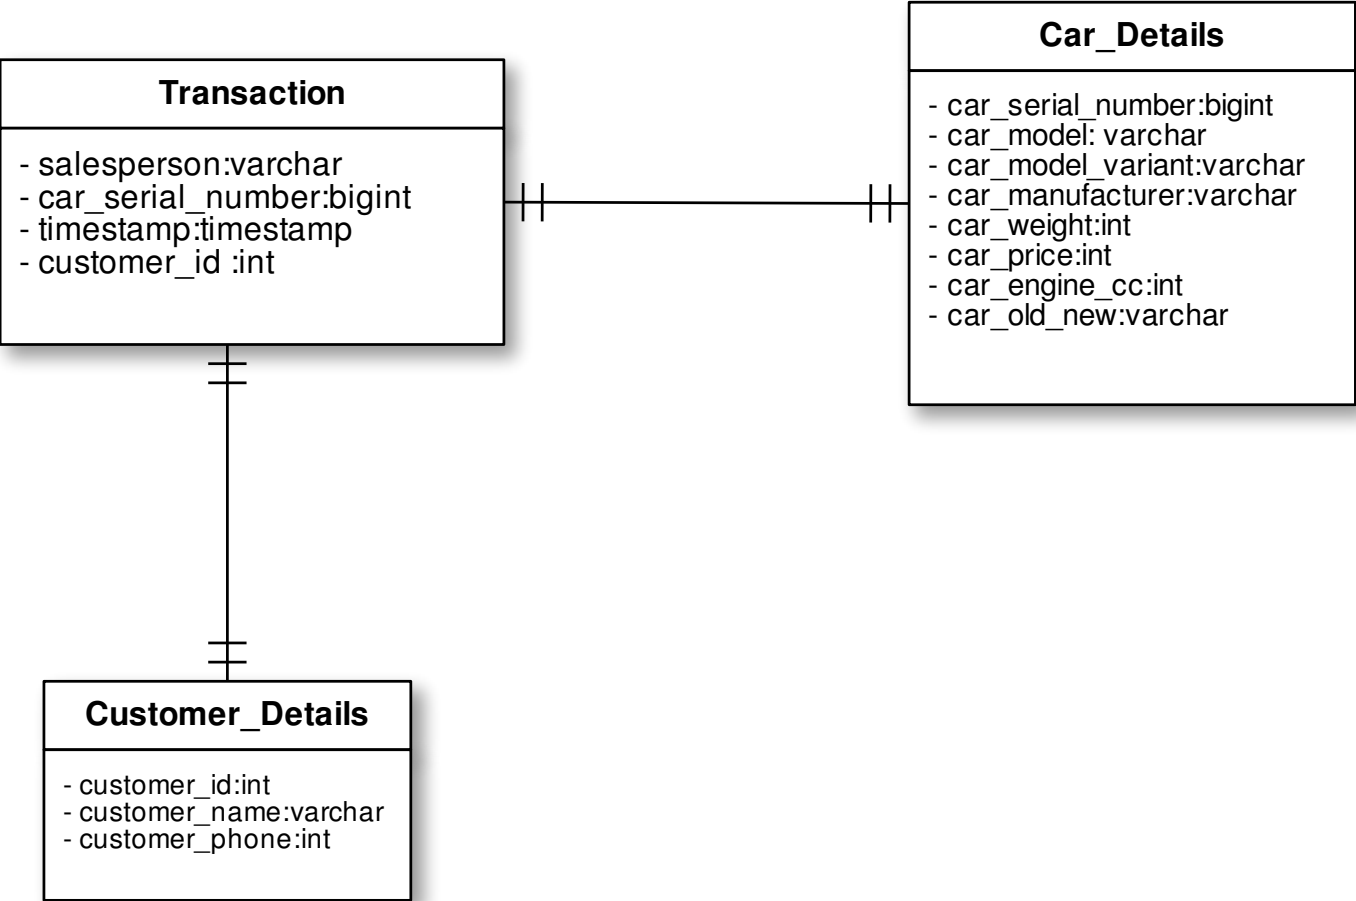 Transaction
- salesperson:varchar
- car_serial_number:bigint
- timestamp:timestamp
- customer_id :int
Car_Details
- car_serial_number:bigint
- car_model: varchar
- car_model_variant:varchar
- car_manufacturer:varchar
- car_weight:int
- car_price:int
- car_engine_cc:int
- car_old_new:varchar
Customer_Details
- customer_id:int
- customer_name:varchar
- customer_phone:int